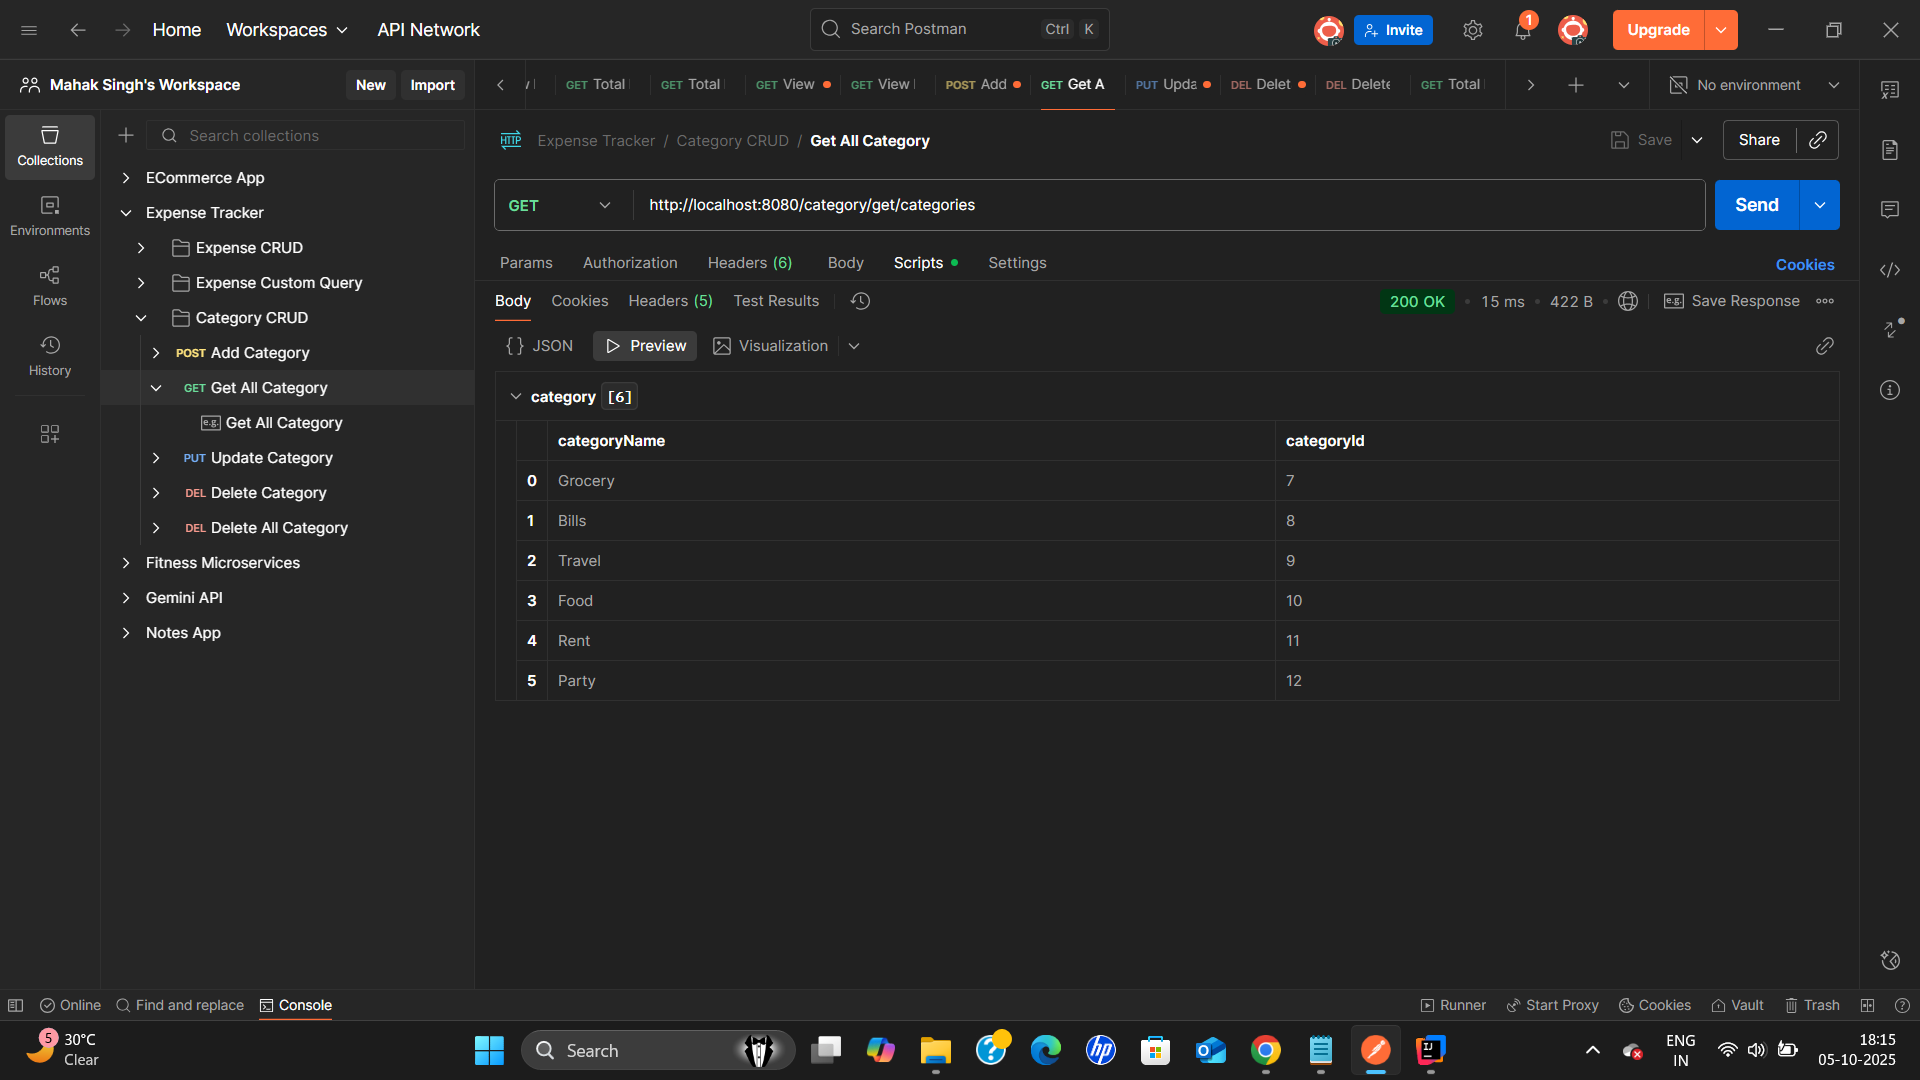 Home Workspaces API Network Search Postman Ctrl K Invite 1 Upgrade
Mahak Singh's Workspace New Import
GET Total GET Total GET View GET View POST Add GET Get A PUT Upda DEL Delet DEL Delete GET Total No environment
Collections
Environments
Flows
History
Search collections
ECommerce App
Expense Tracker
Expense CRUD
Expense Custom Query
Category CRUD
POST Add Category
GET Get All Category
e.g. Get All Category
PUT Update Category
DEL Delete Category
DEL Delete All Category
Fitness Microservices
Gemini API
Notes App
HTTP Expense Tracker / Category CRUD / Get All Category Save Share
GET http://localhost:8080/category/get/categories Send
Params Authorization Headers (6) Body Scripts Settings Cookies
Body Cookies Headers (5) Test Results 200 OK 15 ms 422 B e.g. Save Response
{} JSON Preview Visualization
category [6]
categoryName categoryId
0 Grocery 7
1 Bills 8
2 Travel 9
3 Food 10
4 Rent 11
5 Party 12
Online Find and replace Console Runner Start Proxy Cookies Vault Trash
5 30°C
Clear
Search
hp
IJ
ENG
IN
18:15
05-10-2025